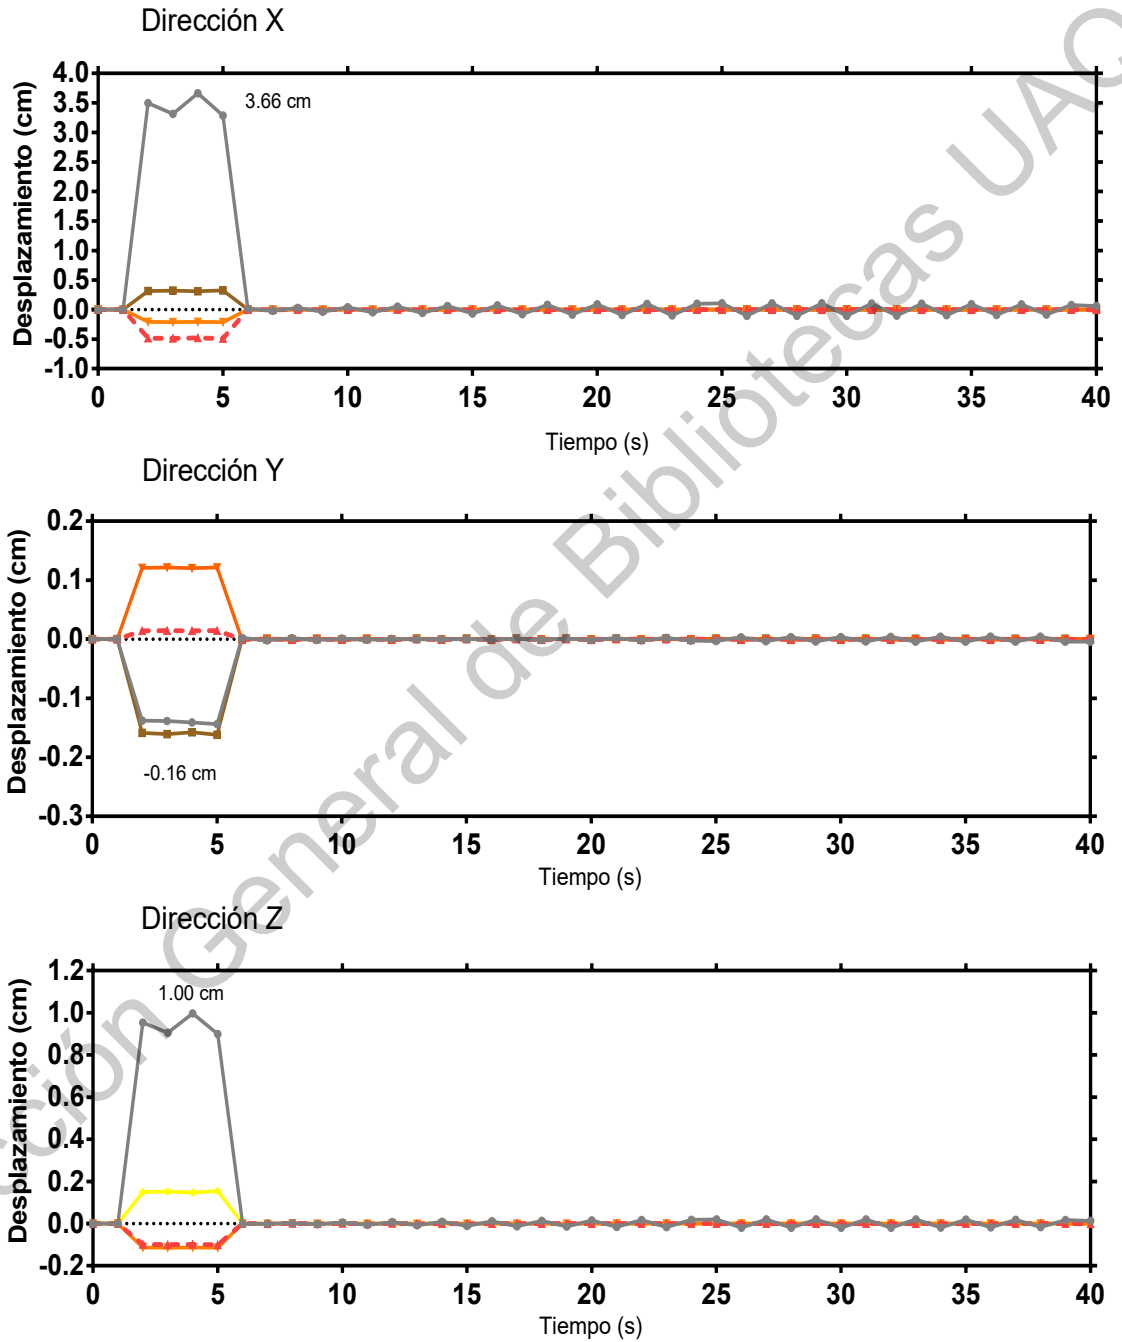 Dirección X
4.0
3.5
3.0
2.5
2.0
1.5
1.0
0.5
0.0
-0.5
-1.0
Desplazamiento (cm)
3.66 cm
0 5 10 15 20 25 30 35 40
Tiempo (s)
Dirección Y
0.2
0.1
0.0
-0.1
-0.2
-0.3
Desplazamiento (cm)
-0.16 cm
0 5 10 15 20 25 30 35 40
Tiempo (s)
Dirección Z
1.2
1.0
0.8
0.6
0.4
0.2
0.0
-0.2
Desplazamiento (cm)
1.00 cm
0 5 10 15 20 25 30 35 40
Tiempo (s)
cción General de Bibliotecas UAQ